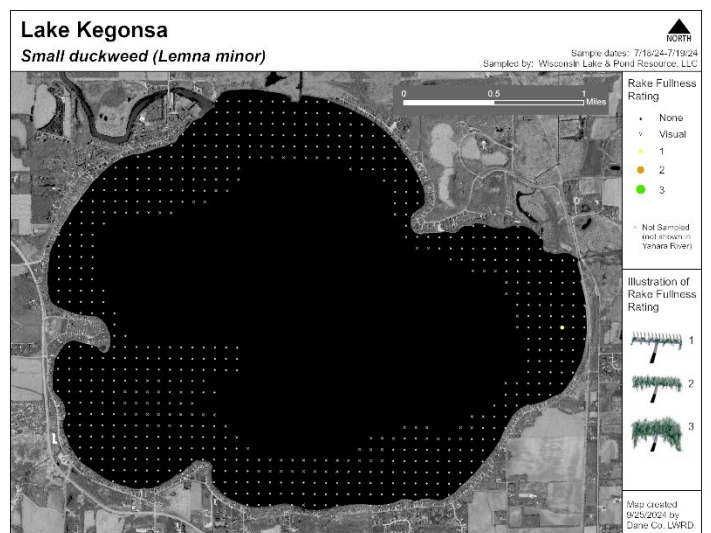 Lake Kegonsa
Small duckweed (Lemna minor)
NORTH
Sample dates: 7/18/24-7/19/24
Sampled by: Wisconsin Lake & Pond Resource, LLC
0 0.5 1
Miles
Rake Fullness
Rating
None
Visual
1
2
3
Not Sampled
(not shown in
Yahara River)
Illustration of
Rake Fullness
Rating
1
2
3
Map created
9/25/2024 by
Dane Co. LWRD.